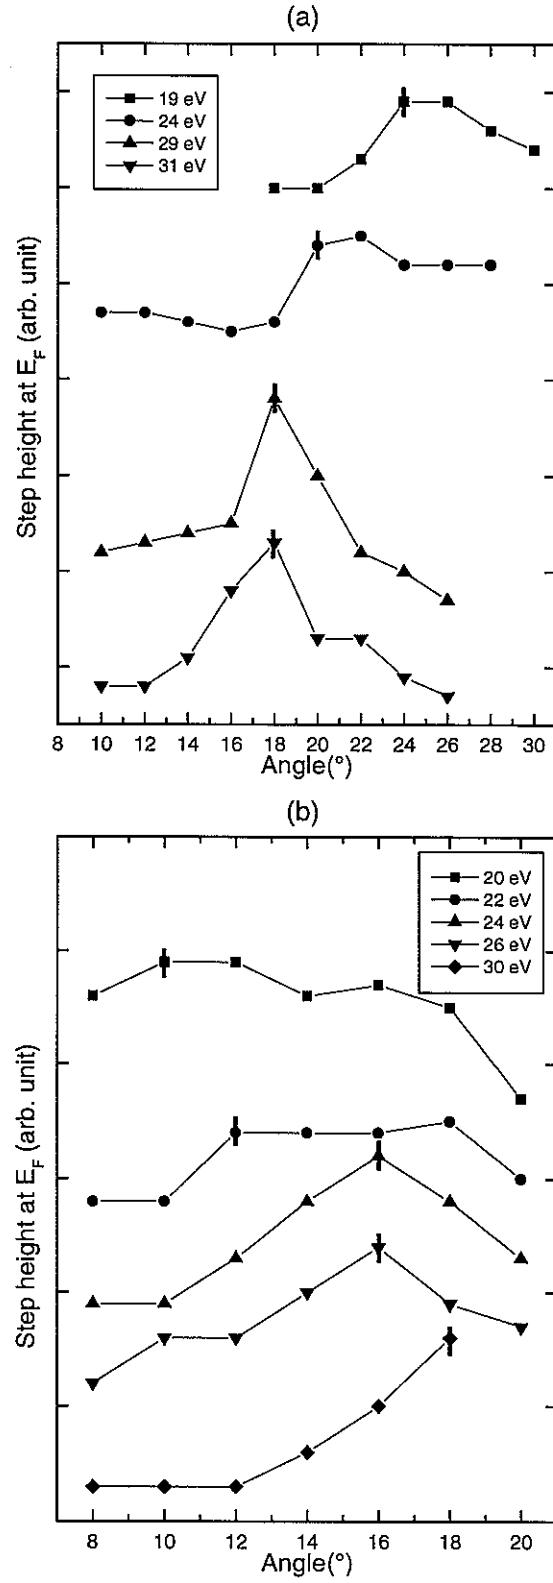 (a)
19 eV
24 eV
29 eV
31 eV
Step height at E_F (arb. unit)
8 10 12 14 16 18 20 22 24 26 28 30
Angle(°)
(b)
20 eV
22 eV
24 eV
26 eV
30 eV
Step height at E_F (arb. unit)
8 10 12 14 16 18 20
Angle(°)